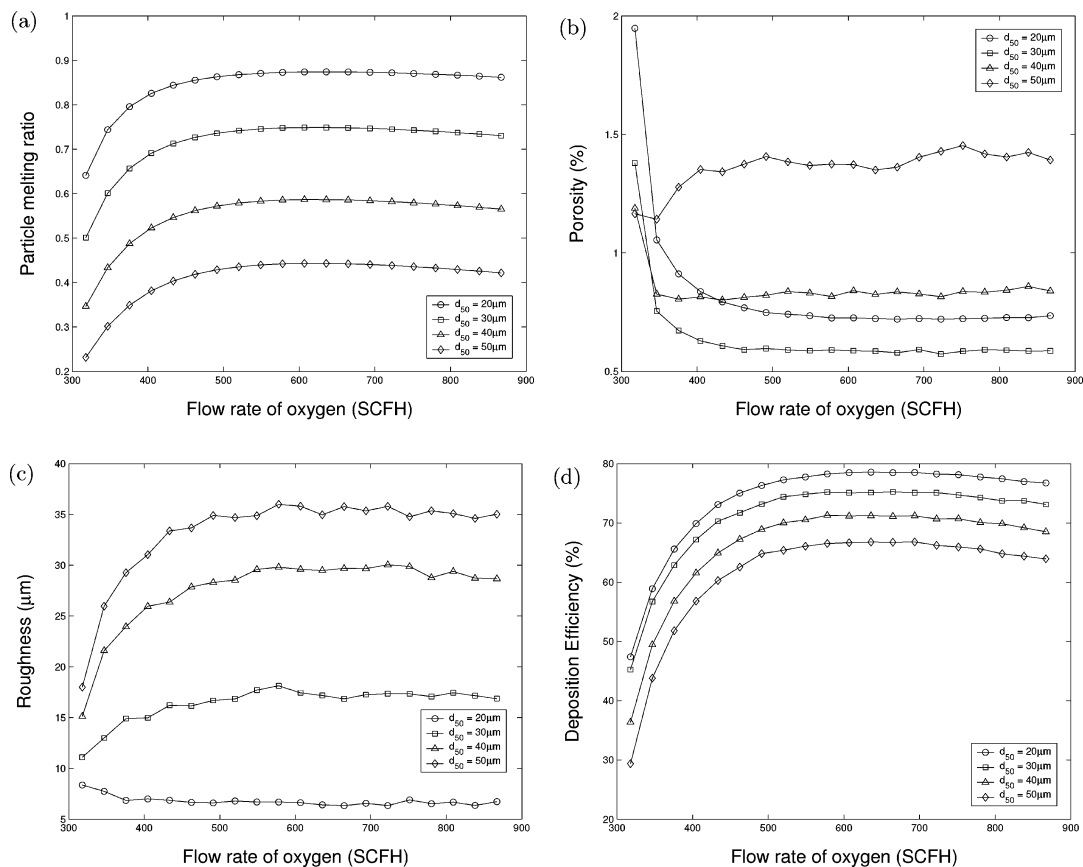 (a)
1
0.9
0.8
0.7
0.6
0.5
0.4
0.3
0.2
300 400 500 600 700 800 900
Particle melting ratio
Flow rate of oxygen (SCFH)
d50 = 20μm
d50 = 30μm
d50 = 40μm
d50 = 50μm
(b)
2
1.5
1
0.5
300 400 500 600 700 800 900
Porosity (%)
Flow rate of oxygen (SCFH)
d50 = 20μm
d50 = 30μm
d50 = 40μm
d50 = 50μm
(c)
40
35
30
25
20
15
10
5
300 400 500 600 700 800 900
Roughness (μm)
Flow rate of oxygen (SCFH)
d50 = 20μm
d50 = 30μm
d50 = 40μm
d50 = 50μm
(d)
80
70
60
50
40
30
20
300 400 500 600 700 800 900
Deposition Efficiency (%)
Flow rate of oxygen (SCFH)
d50 = 20μm
d50 = 30μm
d50 = 40μm
d50 = 50μm